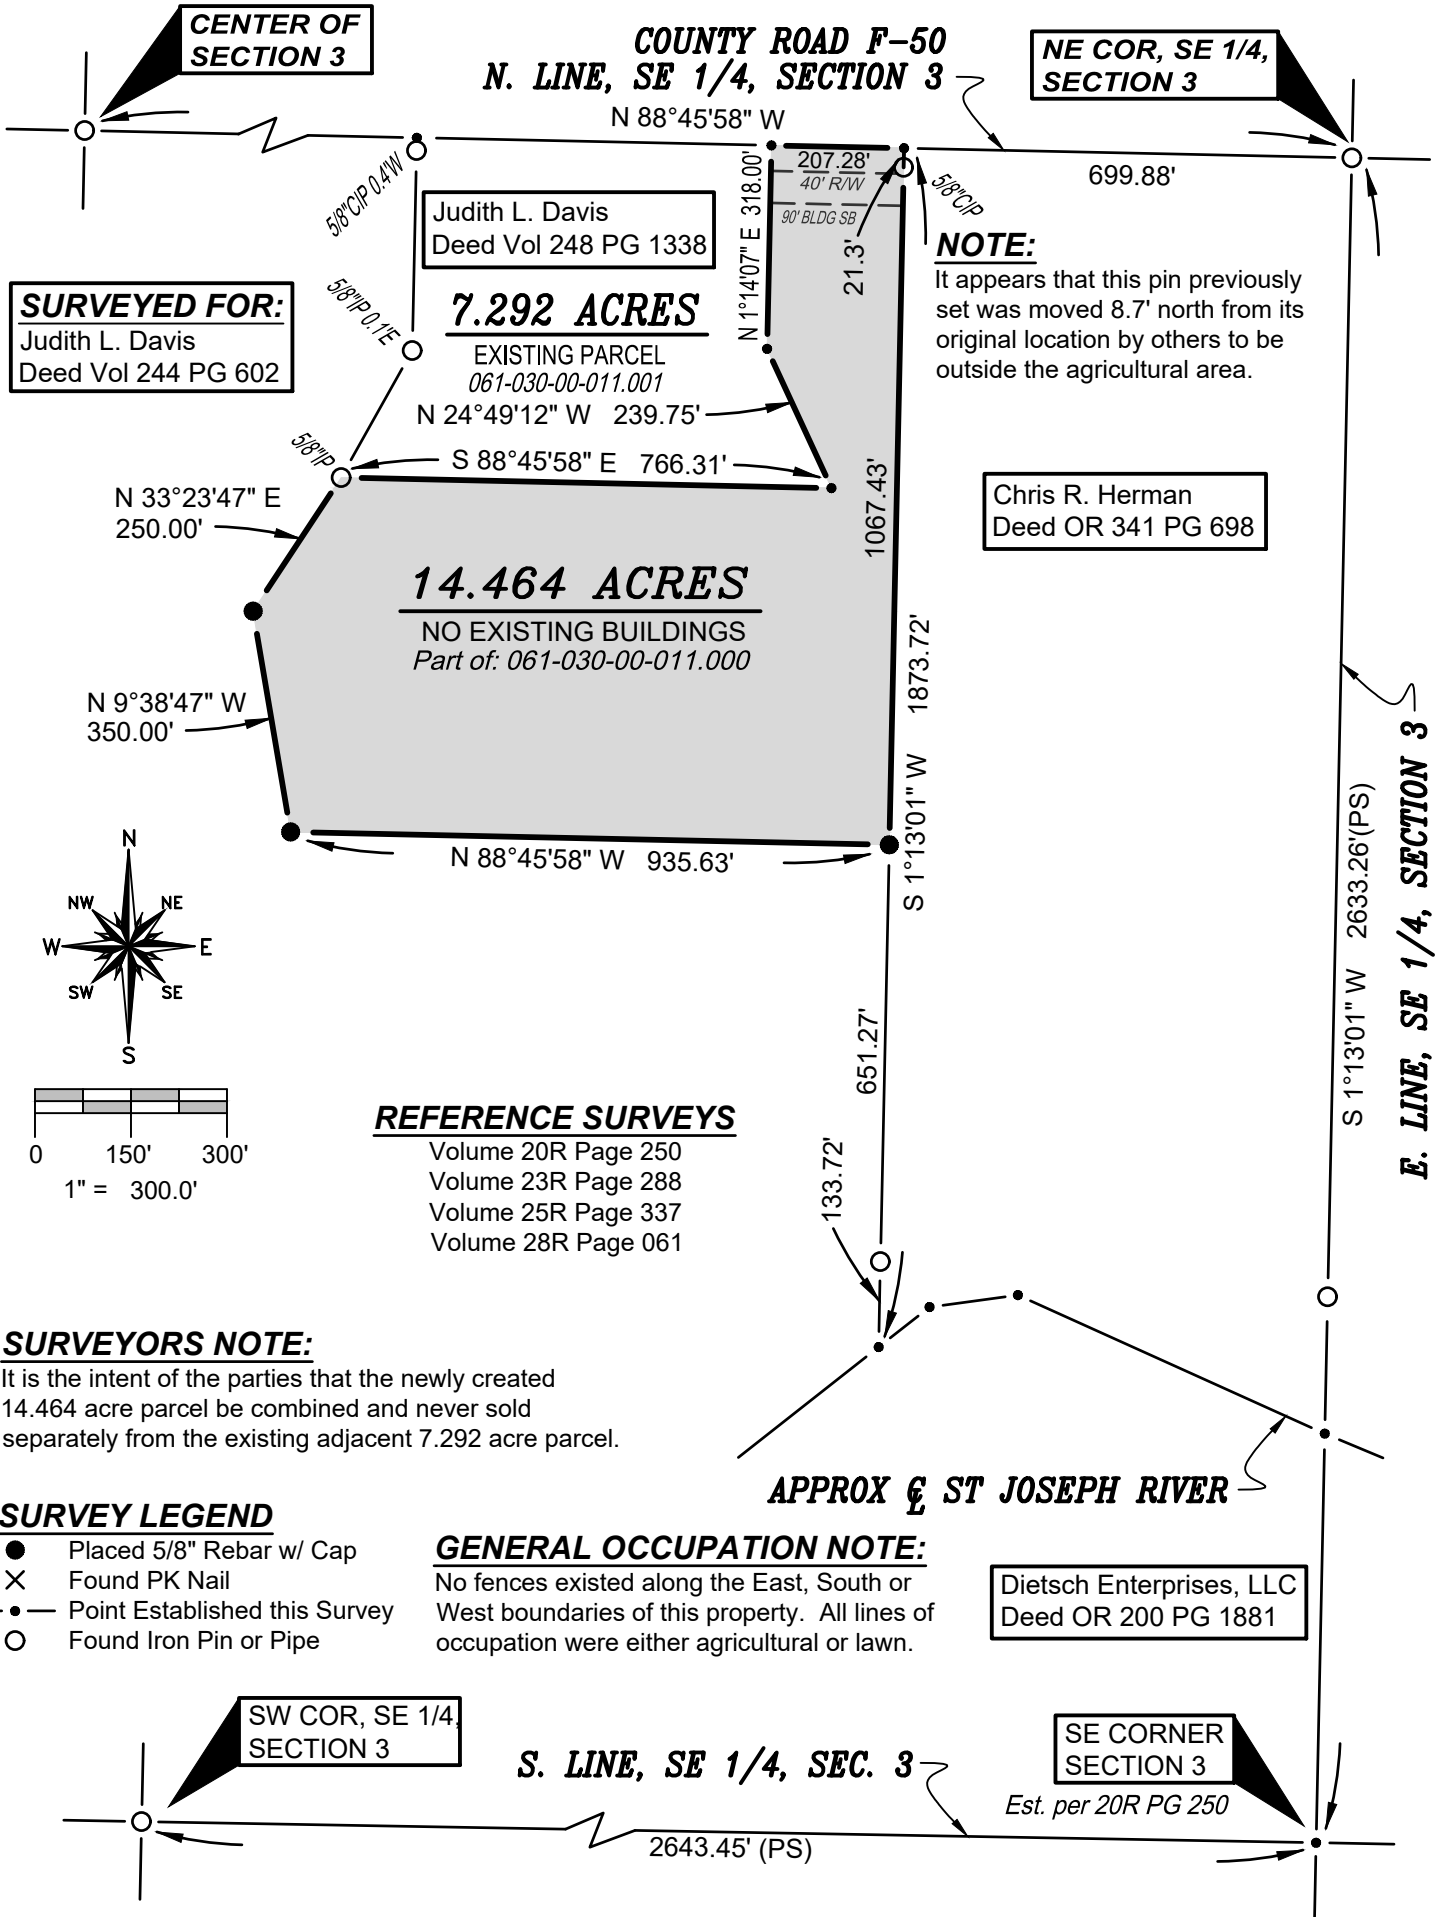 CENTER OF
SECTION 3
COUNTY ROAD F-50
N. LINE, SE 1/4, SECTION 3
NE COR, SE 1/4,
SECTION 3
N 88°45'58" W
207.28'
40' R/W
90' BLDG SB
699.88'
5/8"C/P 0.4'W
5/8"C/P
N 1°14'07" E 318.00'
21.3'
Judith L. Davis
Deed Vol 248 PG 1338
NOTE:
It appears that this pin previously
set was moved 8.7' north from its
original location by others to be
outside the agricultural area.
SURVEYED FOR:
Judith L. Davis
Deed Vol 244 PG 602
5/8"IP 0.1'E
7.292 ACRES
EXISTING PARCEL
061-030-00-011.001
N 24°49'12" W 239.75'
5/8"IP
S 88°45'58" E 766.31'
N 33°23'47" E
250.00'
1067.43'
Chris R. Herman
Deed OR 341 PG 698
14.464 ACRES
NO EXISTING BUILDINGS
Part of: 061-030-00-011.000
N 9°38'47" W
350.00'
S 1°13'01" W 1873.72'
N 88°45'58" W 935.63'
S 1°13'01" W 2633.26'(PS)
E. LINE, SE 1/4, SECTION 3
N
NW
NE
W
E
SW
SE
S
0 150' 300'
1" = 300.0'
651.27'
133.72'
REFERENCE SURVEYS
Volume 20R Page 250
Volume 23R Page 288
Volume 25R Page 337
Volume 28R Page 061
SURVEYORS NOTE:
It is the intent of the parties that the newly created
14.464 acre parcel be combined and never sold
separately from the existing adjacent 7.292 acre parcel.
APPROX ℄ ST JOSEPH RIVER
SURVEY LEGEND
Placed 5/8" Rebar w/ Cap
Found PK Nail
Point Established this Survey
Found Iron Pin or Pipe
GENERAL OCCUPATION NOTE:
No fences existed along the East, South or
West boundaries of this property. All lines of
occupation were either agricultural or lawn.
Dietsch Enterprises, LLC
Deed OR 200 PG 1881
SW COR, SE 1/4,
SECTION 3
S. LINE, SE 1/4, SEC. 3
SE CORNER
SECTION 3
Est. per 20R PG 250
2643.45' (PS)